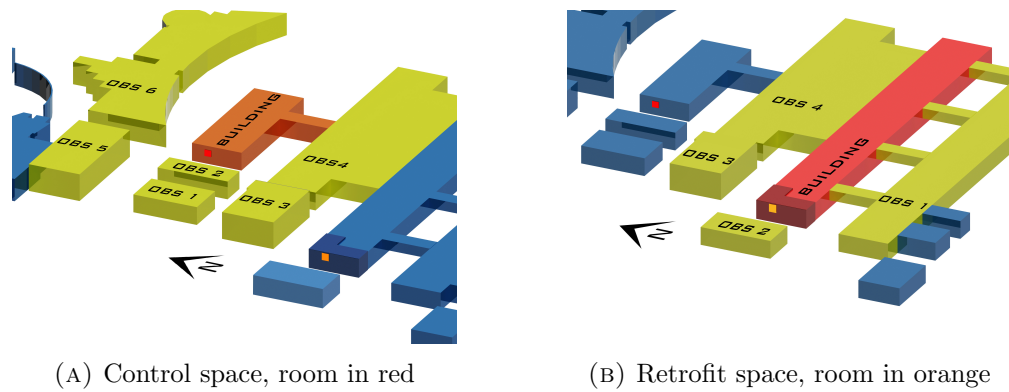 OBS 6
OBS 5
BUILDING
OBS 2
OBS 1
OBS4
OBS 3
N
(A) Control space, room in red
OBS 4
OBS 3
BUILDING
OBS 1
OBS 2
N
(B) Retrofit space, room in orange